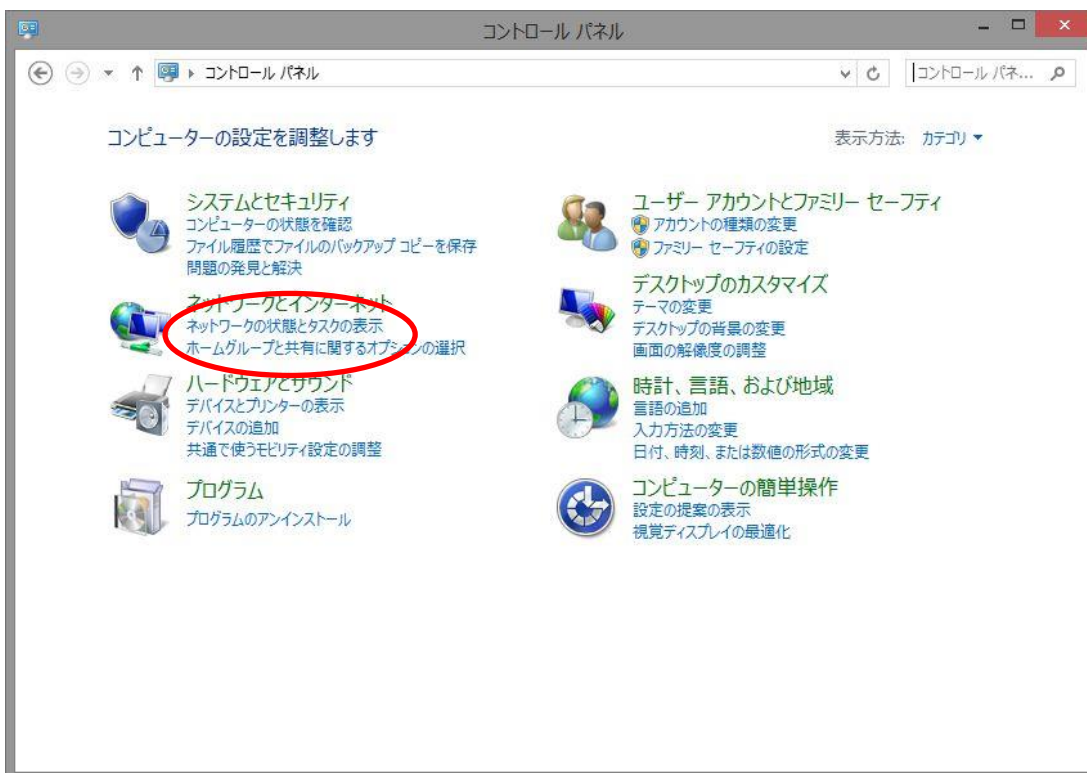 コントロール パネル
コントロール パネル
コントロール パネ...
コンピューターの設定を調整します
表示方法: カテゴリ
システムとセキュリティ
コンピューターの状態を確認
ファイル履歴でファイルのバックアップ コピーを保存
問題の発見と解決
ネットワークとインターネット
ネットワークの状態とタスクの表示
ホームグループと共有に関するオプションの選択
ハードウェアとサウンド
デバイスとプリンターの表示
デバイスの追加
共通で使うモビリティ設定の調整
プログラム
プログラムのアンインストール
ユーザー アカウントとファミリー セーフティ
アカウントの種類の変更
ファミリー セーフティの設定
デスクトップのカスタマイズ
テーマの変更
デスクトップの背景の変更
画面の解像度の調整
時計、言語、および地域
言語の追加
入力方法の変更
日付、時刻、または数値の形式の変更
コンピューターの簡単操作
設定の提案の表示
視覚ディスプレイの最適化